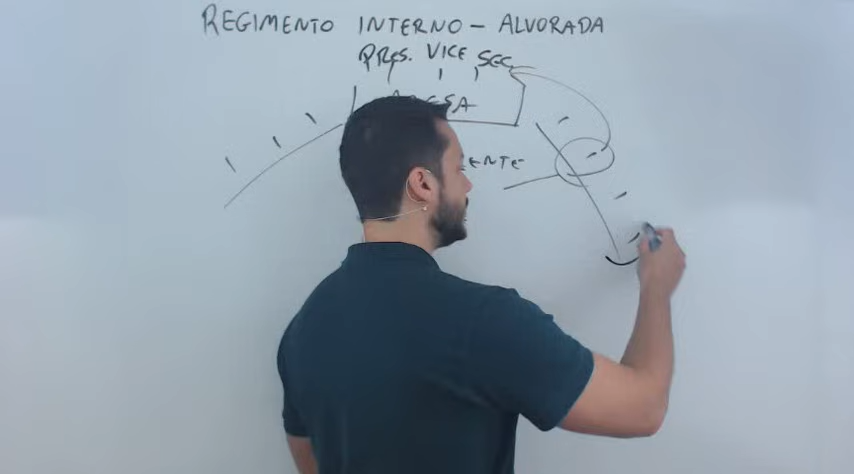 REGIMENTO INTERNO - ALVORADA
PRES. VICE SEC.